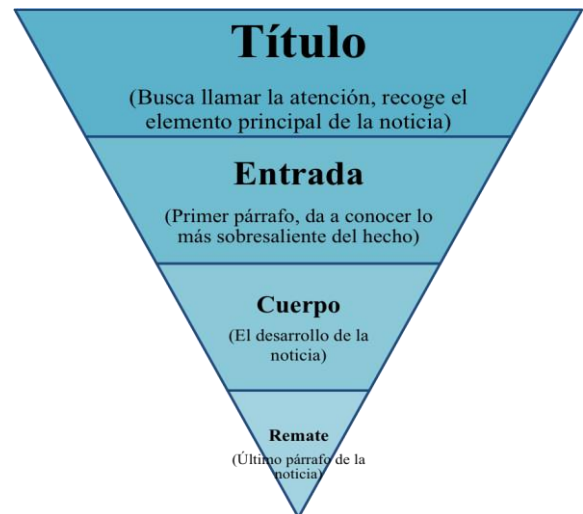 Título
(Busca llamar la atención, recoge el
elemento principal de la noticia)
Entrada
(Primer párrafo, da a conocer lo
más sobresaliente del hecho)
Cuerpo
(El desarrollo de la
noticia)
Remate
(Último párrafo de la
noticia)